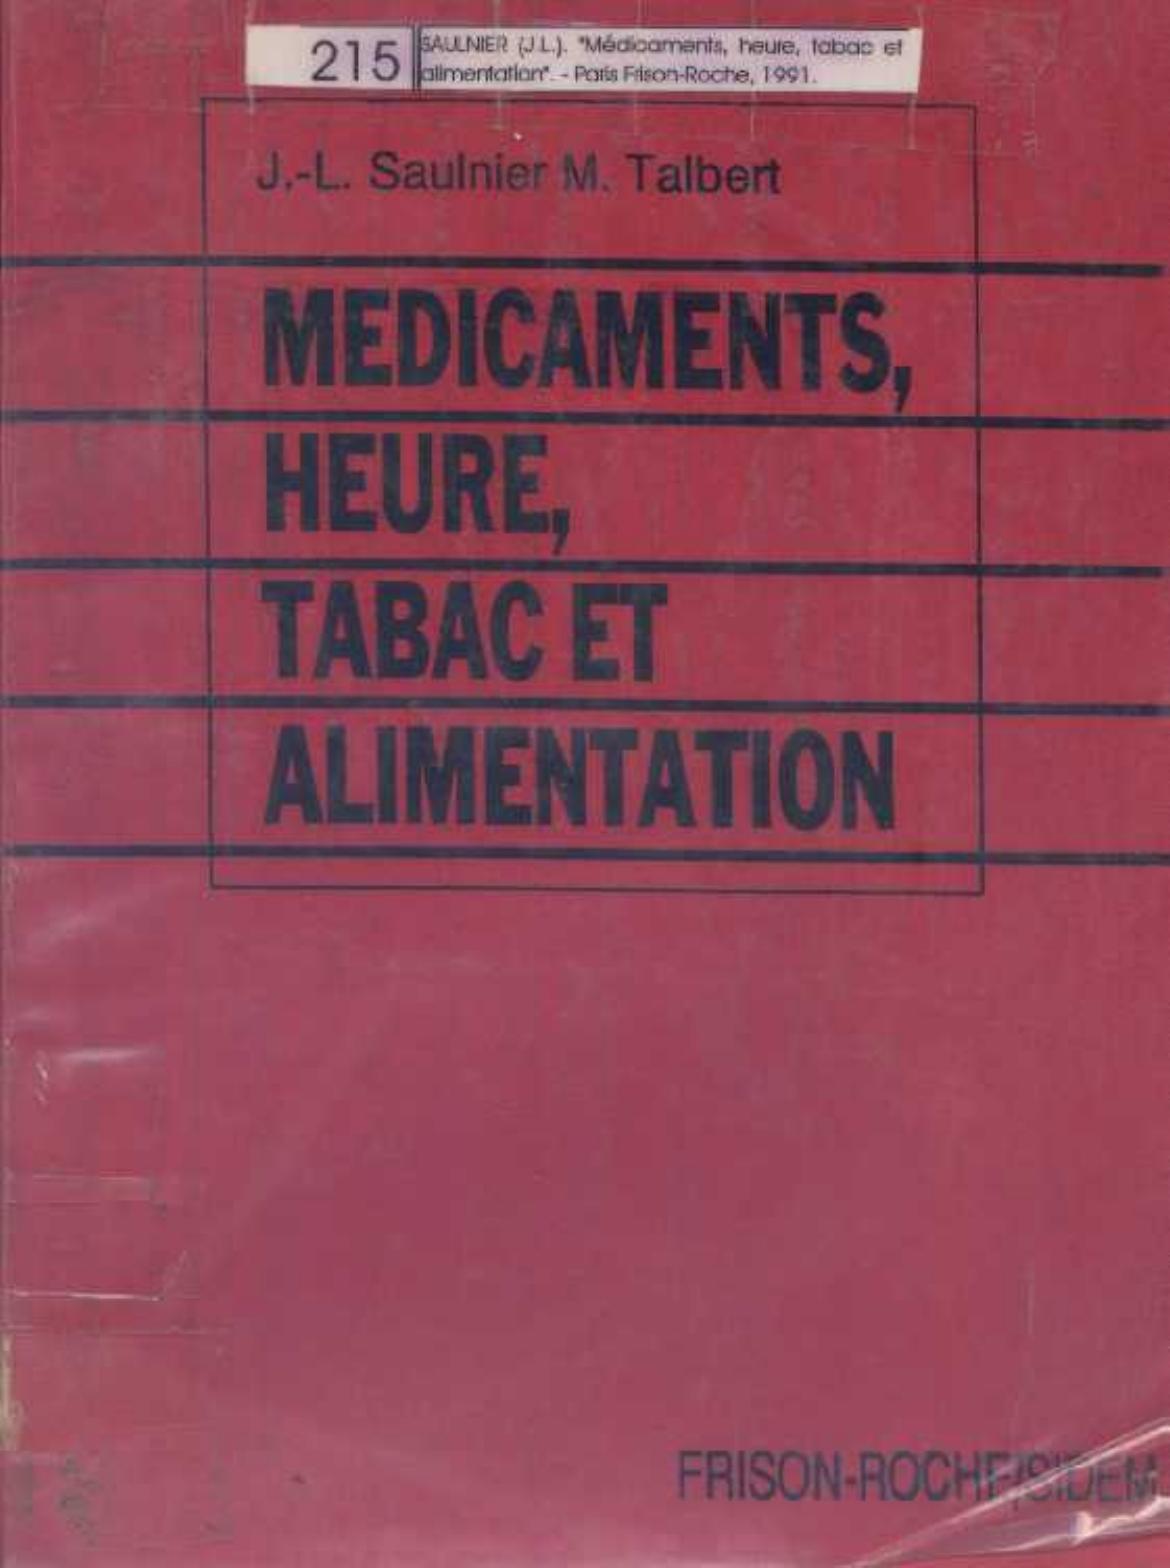 215
SAULNIER (J.L.). "Médicaments, heure, tabac et
alimentation". - Paris Frison-Roche, 1991.
J.-L. Saulnier M. Talbert
MEDICAMENTS,
HEURE,
TABAC ET
ALIMENTATION
FRISON-ROCHE/SIDEM